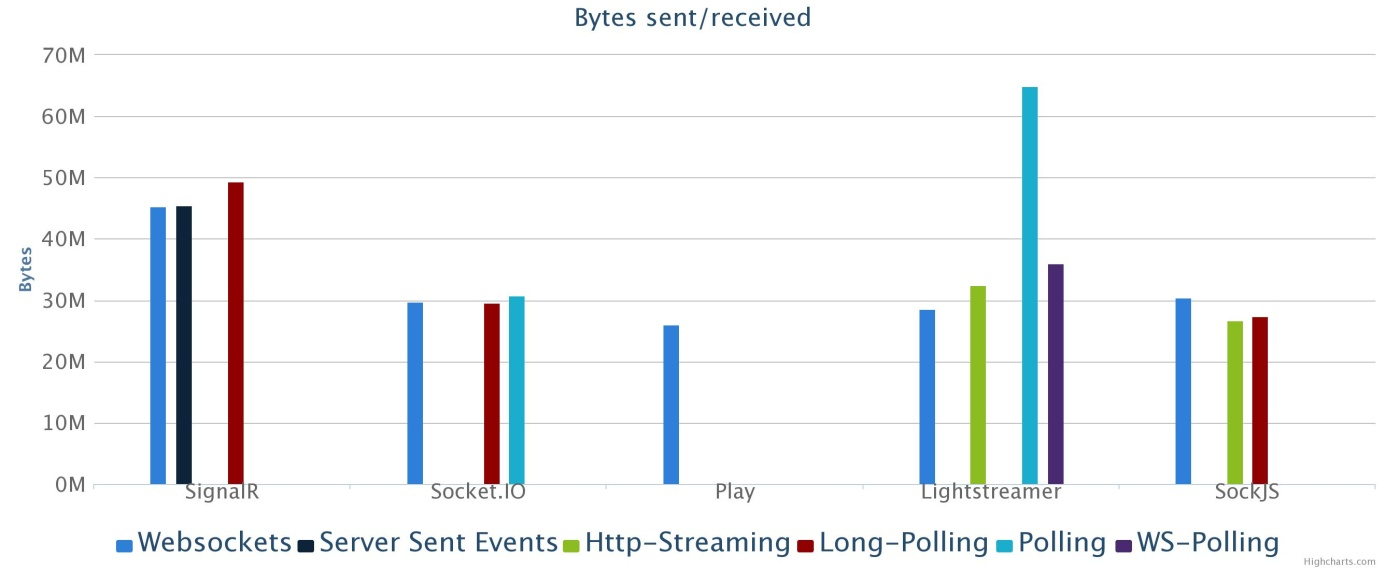 Bytes sent/received
70M
60M
50M
40M
30M
20M
10M
0M
Bytes
SignalR Socket.IO Play Lightstreamer SockJS
Websockets Server Sent Events Http-Streaming Long-Polling Polling WS-Polling
Highcharts.com